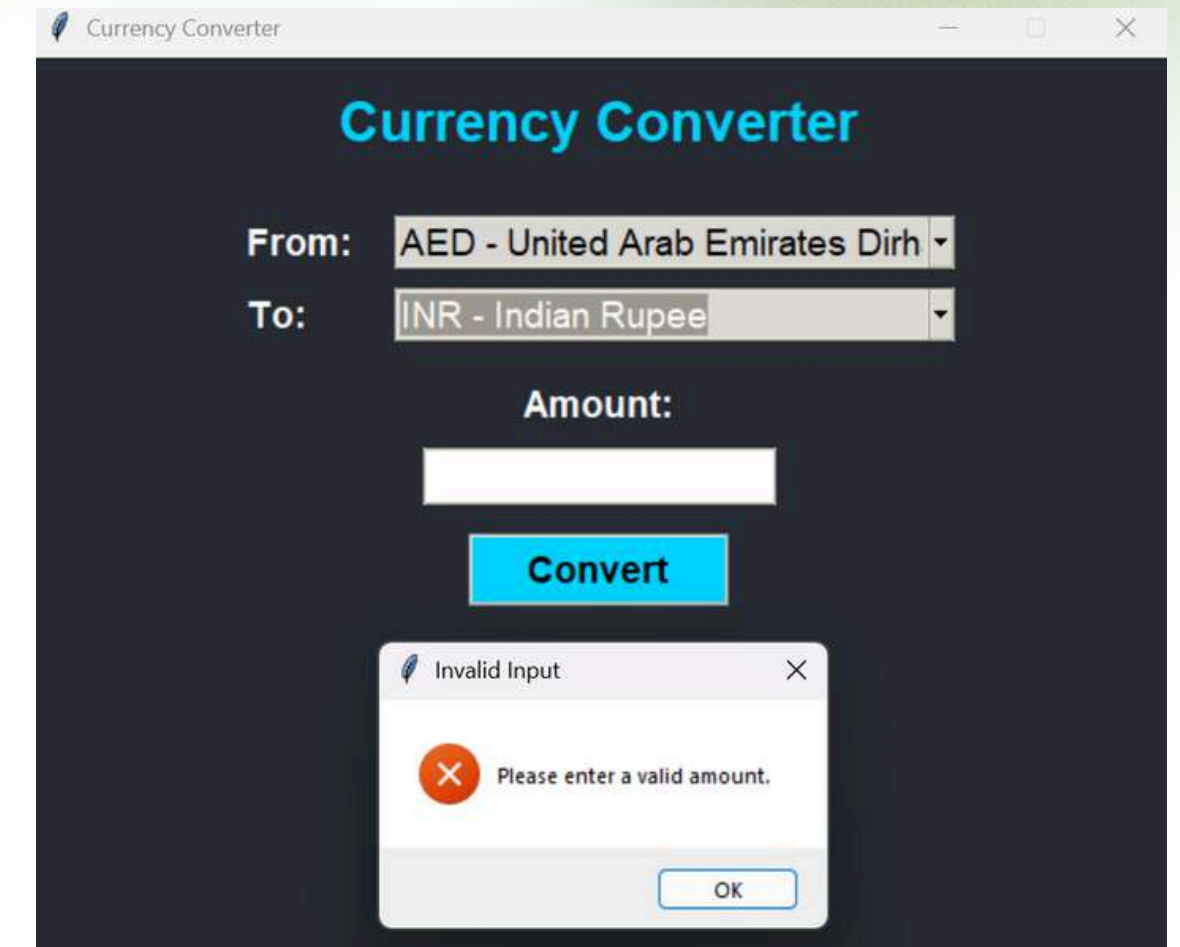 Currency Converter
Currency Converter
From: AED - United Arab Emirates Dirh
To: INR - Indian Rupee
Amount:
Convert
Invalid Input
Please enter a valid amount.
OK